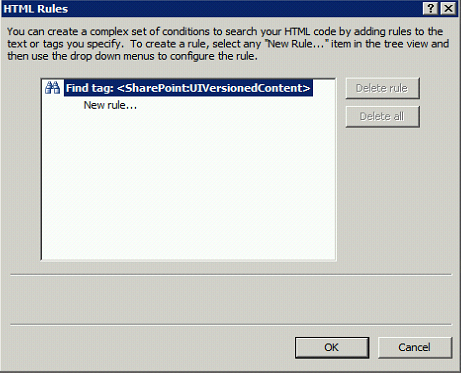 HTML Rules
You can create a complex set of conditions to search your HTML code by adding rules to the
text or tags you specify. To create a rule, select any "New Rule..." item in the tree view and
then use the drop down menus to configure the rule.
Find tag: <SharePoint:UIVersionedContent>
Delete rule
New rule...
Delete all
OK
Cancel